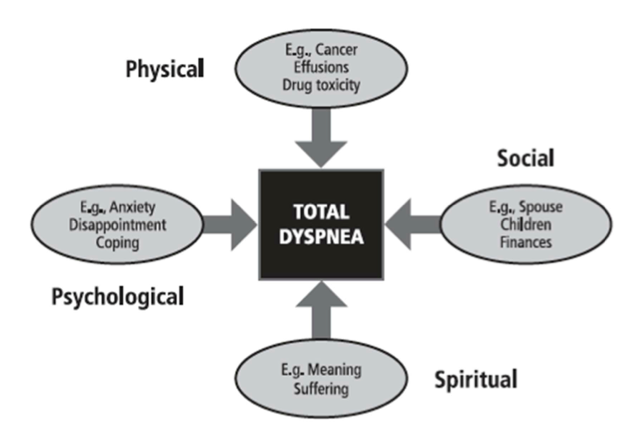 Physical
E.g., Cancer
Effusions
Drug toxicity
Social
E.g., Anxiety
Disappointment
Coping
Psychological
TOTAL
DYSPNEA
E.g., Spouse
Children
Finances
E.g. Meaning
Suffering
Spiritual